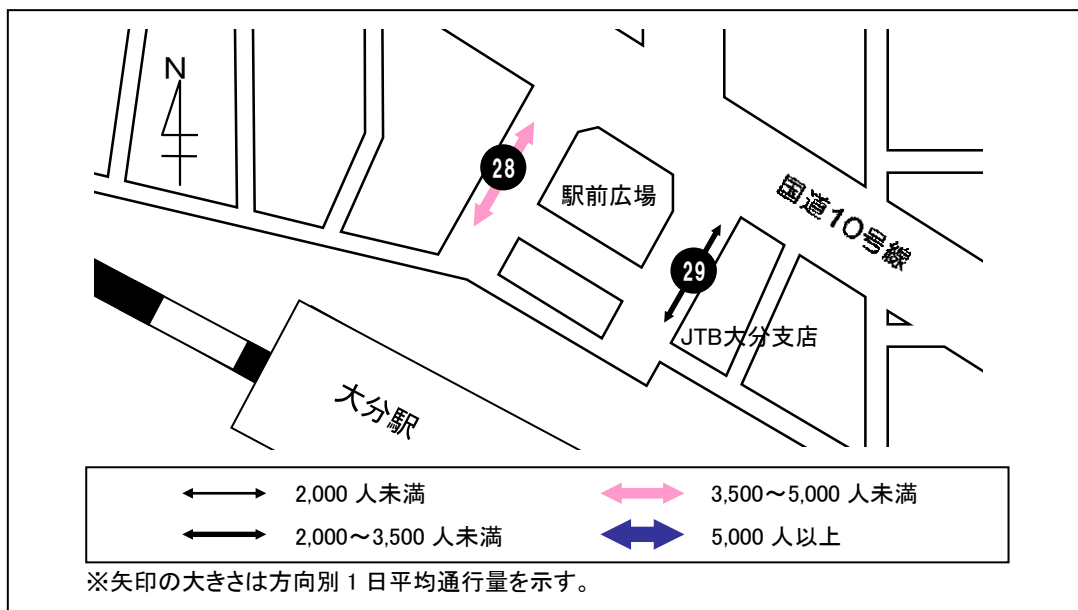 N
28
駅前広場
国道10号線
29
JTB大分支店
大分駅
2,000 人未満
3,500～5,000 人未満
2,000～3,500 人未満
5,000 人以上
※矢印の大きさは方向別 1 日平均通行量を示す。